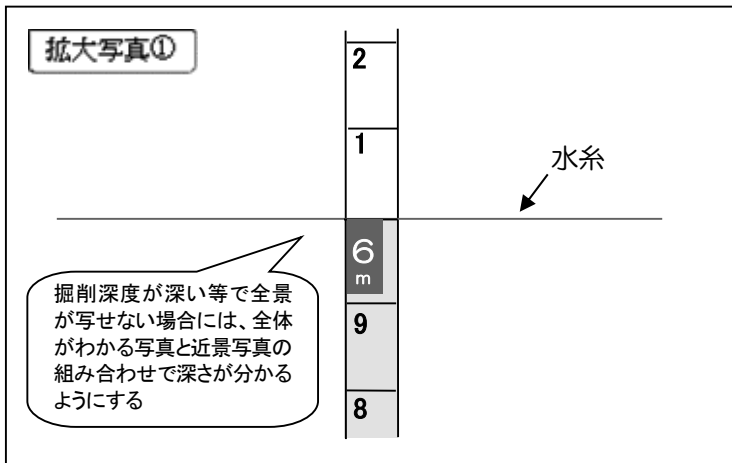 拡大写真①
2
1
水糸
6
m
9
8
掘削深度が深い等で全景
が写せない場合には、全体
がわかる写真と近景写真の
組み合わせで深さが分かる
ようにする